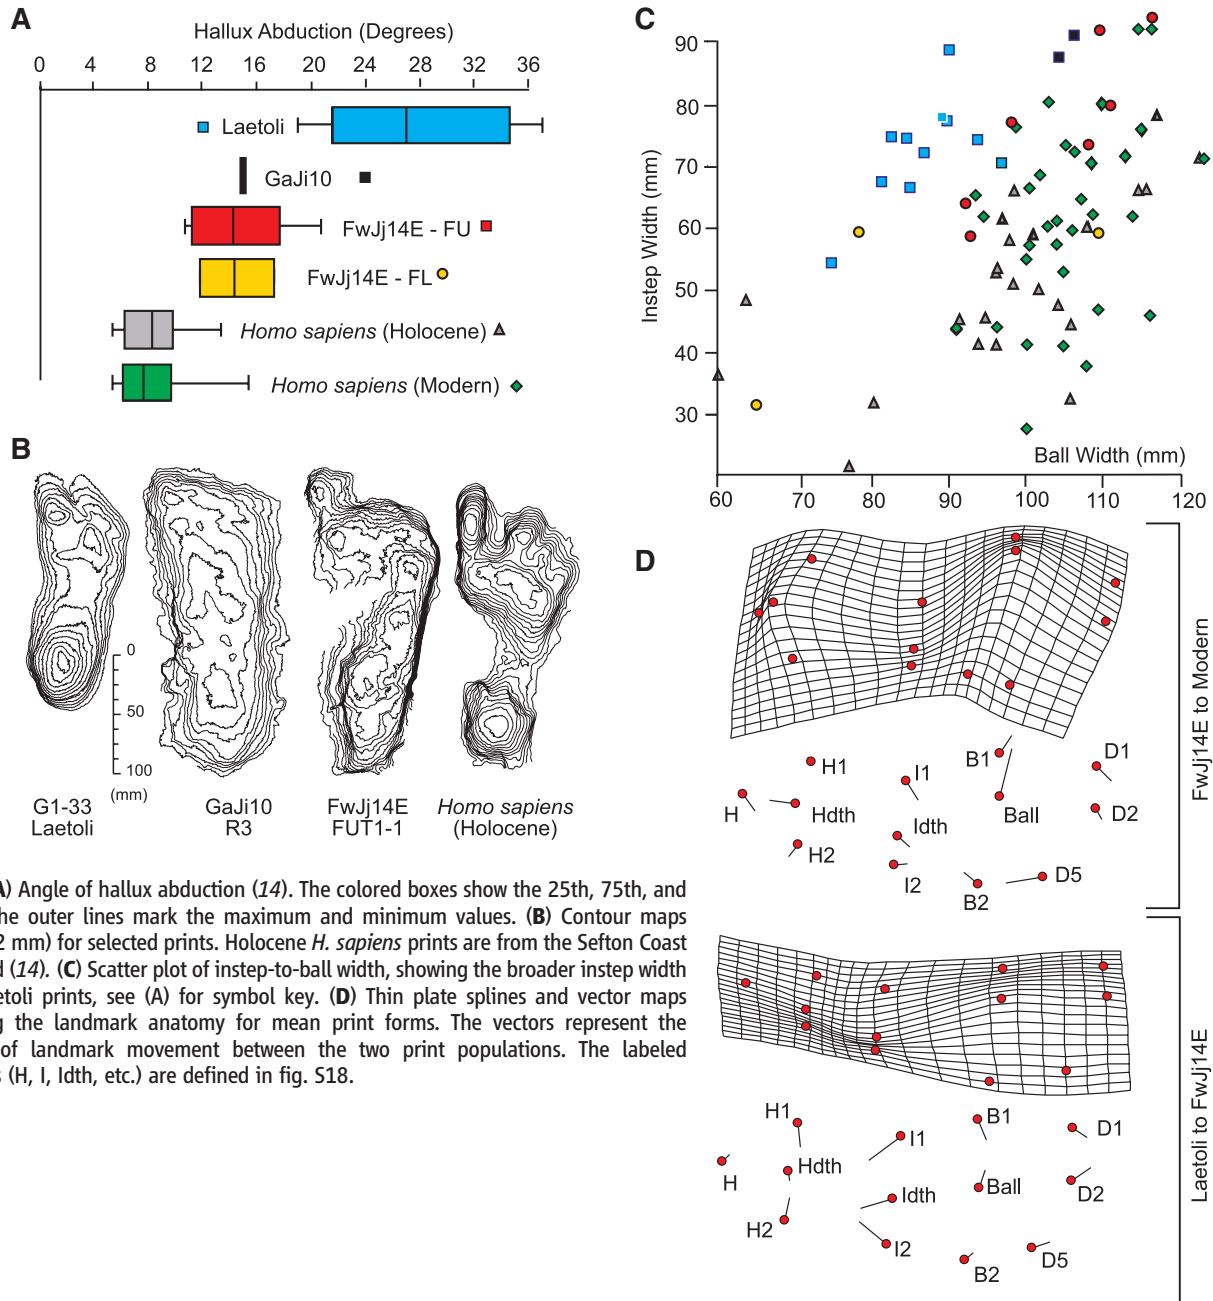 A
Hallux Abduction (Degrees)
0 4 8 12 16 20 24 28 32 36
Laetoli
GaJi10
FwJj14E - FU
FwJj14E - FL
Homo sapiens (Holocene)
Homo sapiens (Modern)
B
0
50
100
(mm)
G1-33
Laetoli
GaJi10
R3
FwJj14E
FUT1-1
Homo sapiens
(Holocene)
C
Instep Width (mm)
90
80
70
60
50
40
30
Ball Width (mm)
60 70 80 90 100 110 120
D
FwJj14E to Modern
H1
I1
B1
D1
H
Hdth
Idth
Ball
D2
H2
I2
B2
D5
Laetoli to FwJj14E
H1
I1
B1
D1
H
Hdth
Idth
Ball
D2
H2
I2
B2
D5
A) Angle of hallux abduction (14). The colored boxes show the 25th, 75th, and
he outer lines mark the maximum and minimum values. (B) Contour maps
2 mm) for selected prints. Holocene H. sapiens prints are from the Sefton Coast
d (14). (C) Scatter plot of instep-to-ball width, showing the broader instep width
etoli prints, see (A) for symbol key. (D) Thin plate splines and vector maps
g the landmark anatomy for mean print forms. The vectors represent the
of landmark movement between the two print populations. The labeled
s (H, I, Idth, etc.) are defined in fig. S18.